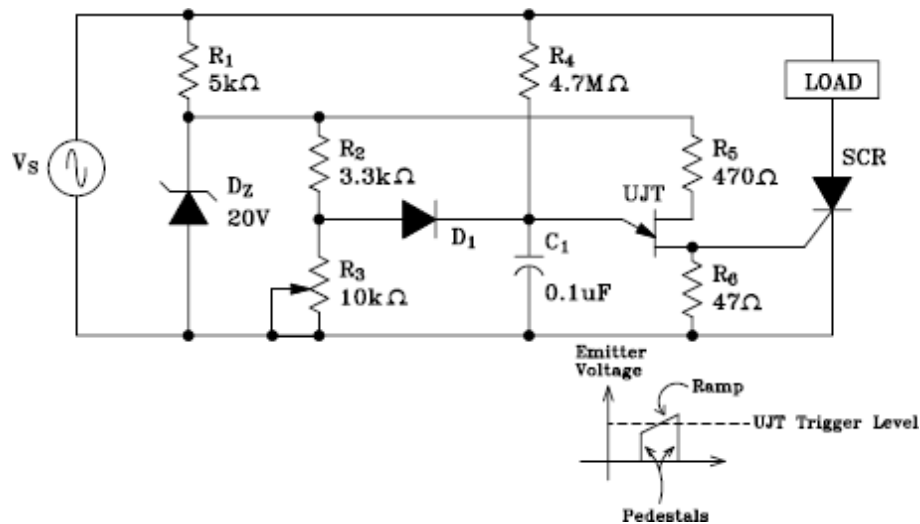 R1
5kΩ
R4
4.7MΩ
LOAD
VS
DZ
20V
R2
3.3kΩ
R5
470Ω
SCR
UJT
D1
C1
0.1uF
R3
10kΩ
R6
47Ω
Emitter
Voltage
Ramp
UJT Trigger Level
Pedestals